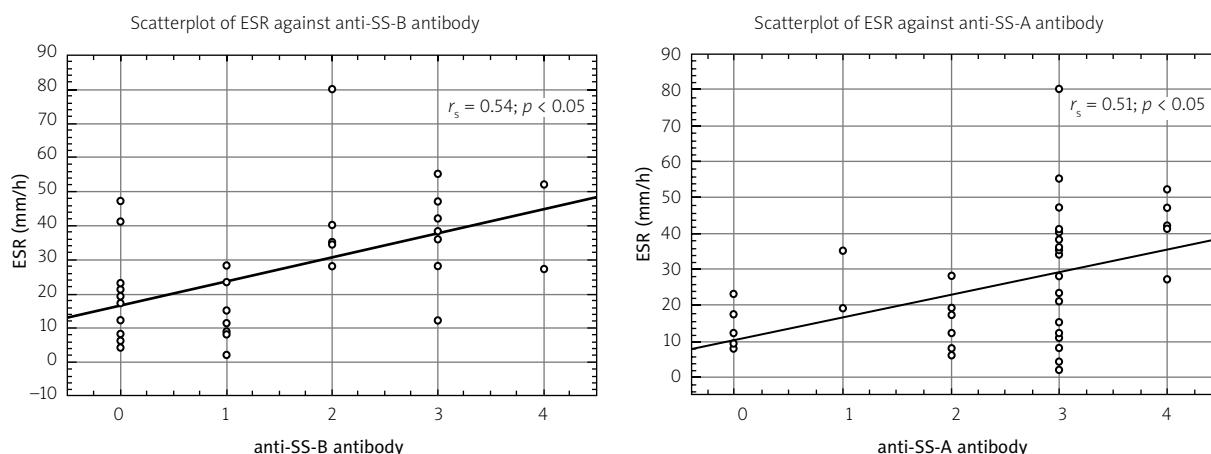 Scatterplot of ESR against anti-SS-B antibody
90
80
70
60
50
40
30
20
10
0
–10
ESR (mm/h)
r_s = 0.54; p < 0.05
0 1 2 3 4
anti-SS-B antibody
Scatterplot of ESR against anti-SS-A antibody
90
80
70
60
50
40
30
20
10
0
ESR (mm/h)
r_s = 0.51; p < 0.05
0 1 2 3 4
anti-SS-A antibody